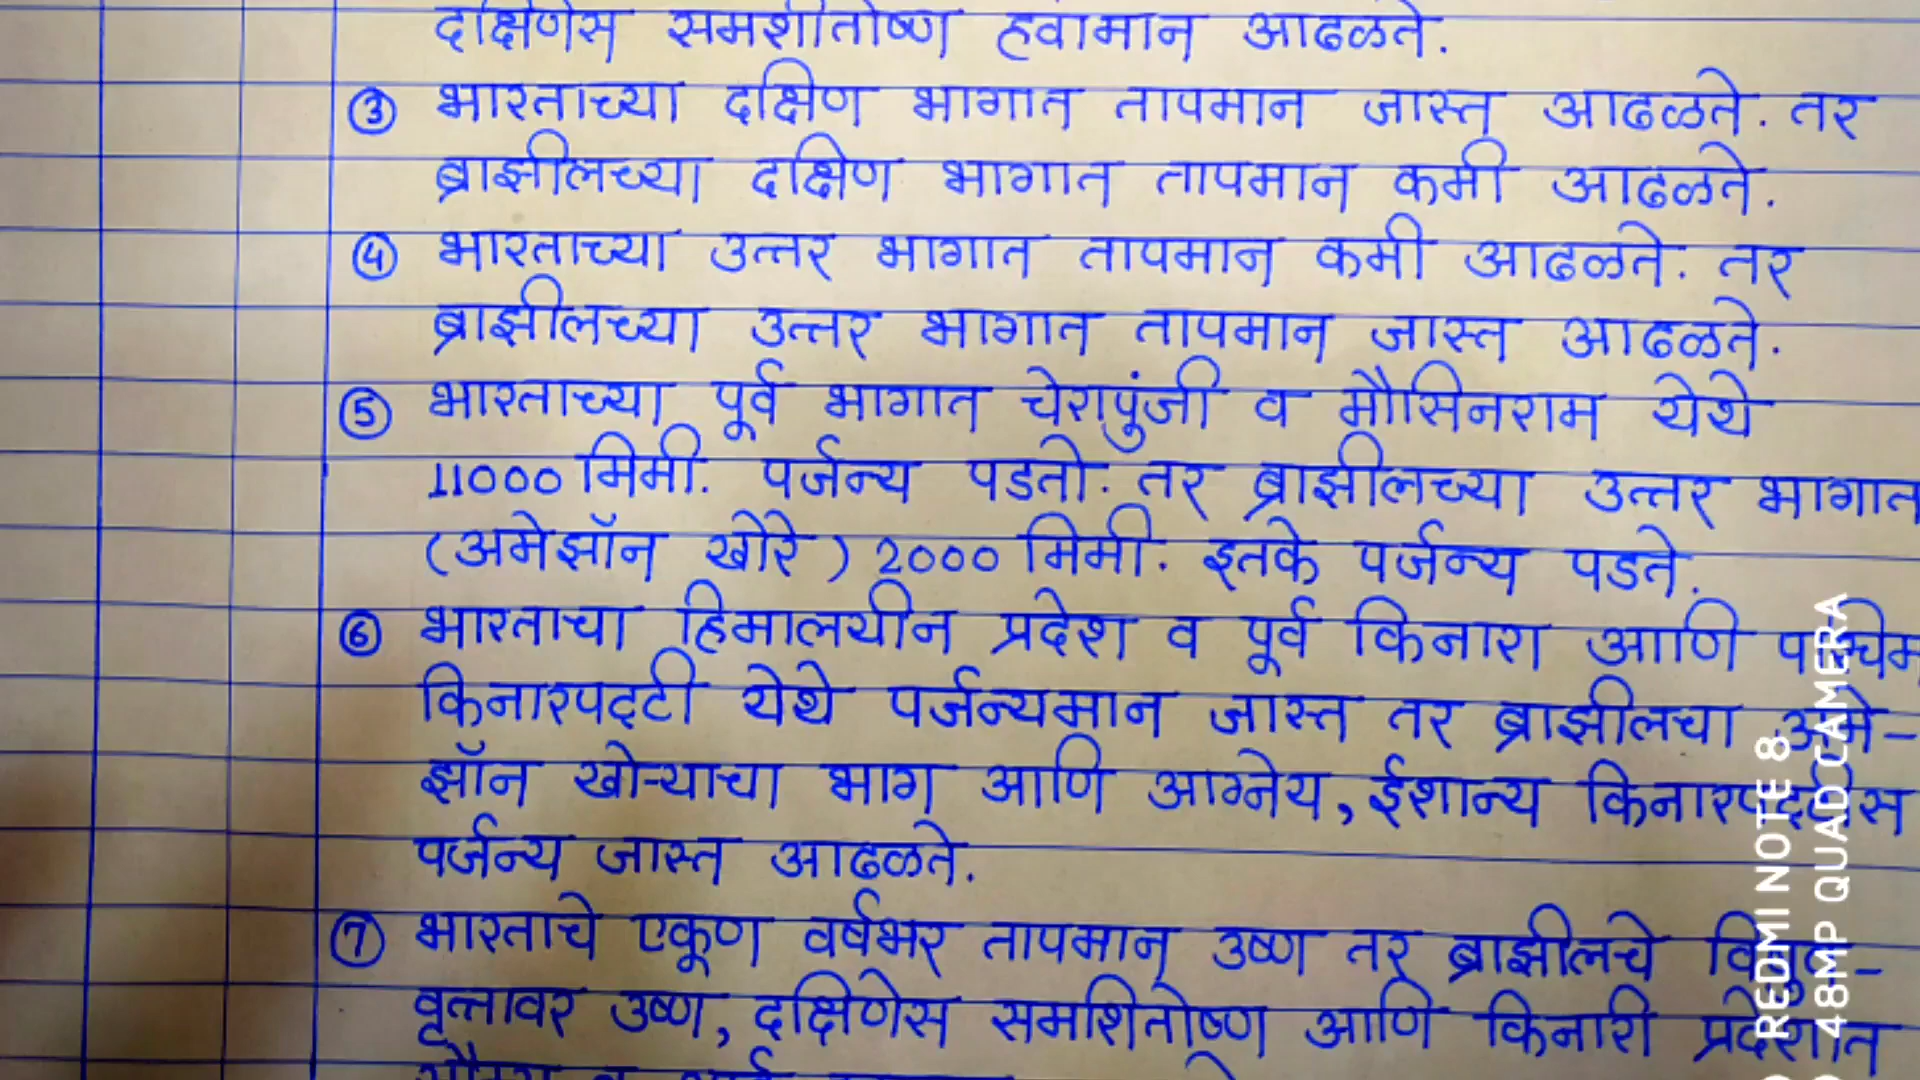 दक्षिणेस समशीतोष्ण हवामान आढळते.
③ भारताच्या दक्षिण भागात तापमान जास्त आढळते. तर
ब्राझीलच्या दक्षिण भागात तापमान कमी आढळते.
④ भारताच्या उत्तर भागात तापमान कमी आढळते. तर
ब्राझीलच्या उत्तर भागात तापमान जास्त आढळते.
⑤ भारताच्या पूर्व भागात चेरापुंजी व मौसिनराम येथे
11000 मिमी. पर्जन्य पडतो. तर ब्राझीलच्या उत्तर भागात
(अमेझॉन खोरे) 2000 मिमी. इतके पर्जन्य पडते.
⑥ भारताचा हिमालयीन प्रदेश व पूर्व किनारा आणि पश्चिम
किनारपट्टी येथे पर्जन्यमान जास्त तर ब्राझीलचा अमे-
झॉन खोऱ्याचा भाग आणि आग्नेय, ईशान्य किनारपट्टीस
पर्जन्य जास्त आढळते.
⑦ भारताचे एकूण वर्षभर तापमान उष्ण तर ब्राझीलचे विषुव-
वृत्तावर उष्ण, दक्षिणेस समशितोष्ण आणि किनारी प्रदेशात
REDMI NOTE 8
48MP QUAD CAMERA